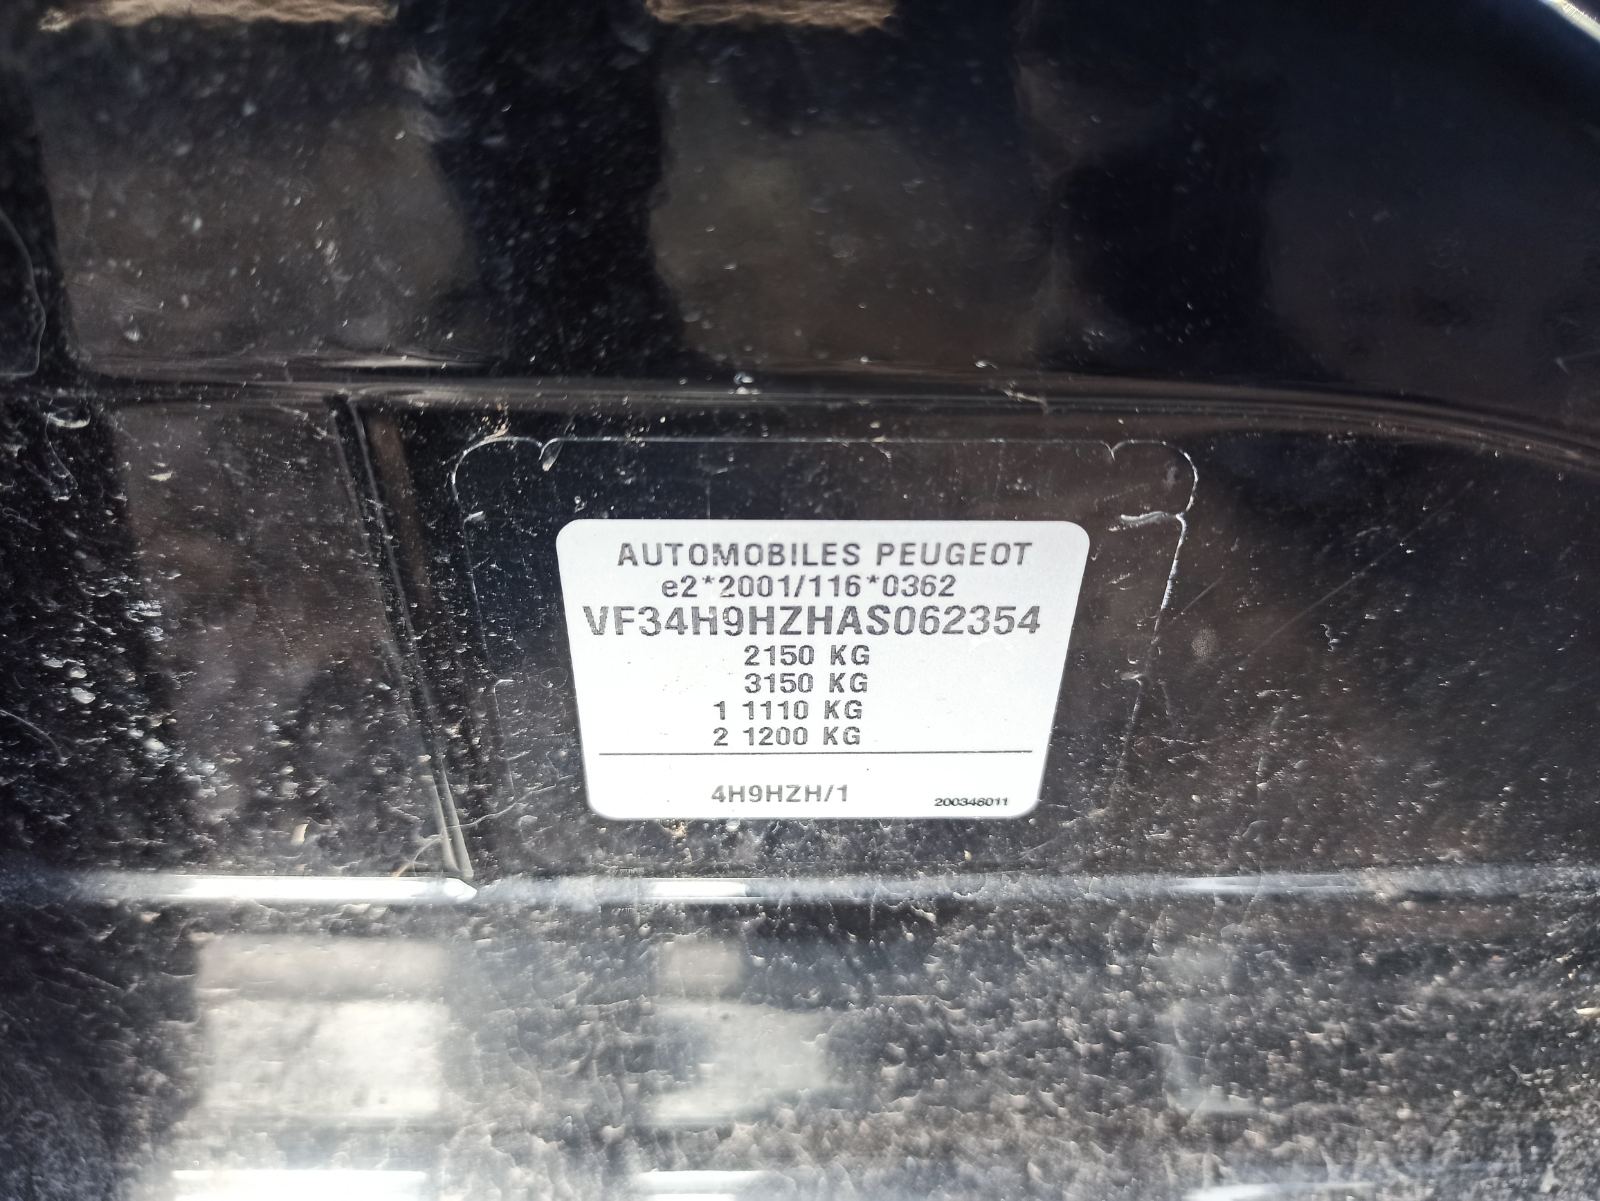 AUTOMOBILES PEUGEOT
e2*2001/116*0362
VF34H9HZHAS062354
2150 KG
3150 KG
1 1110 KG
2 1200 KG
4H9HZH/1
200346011